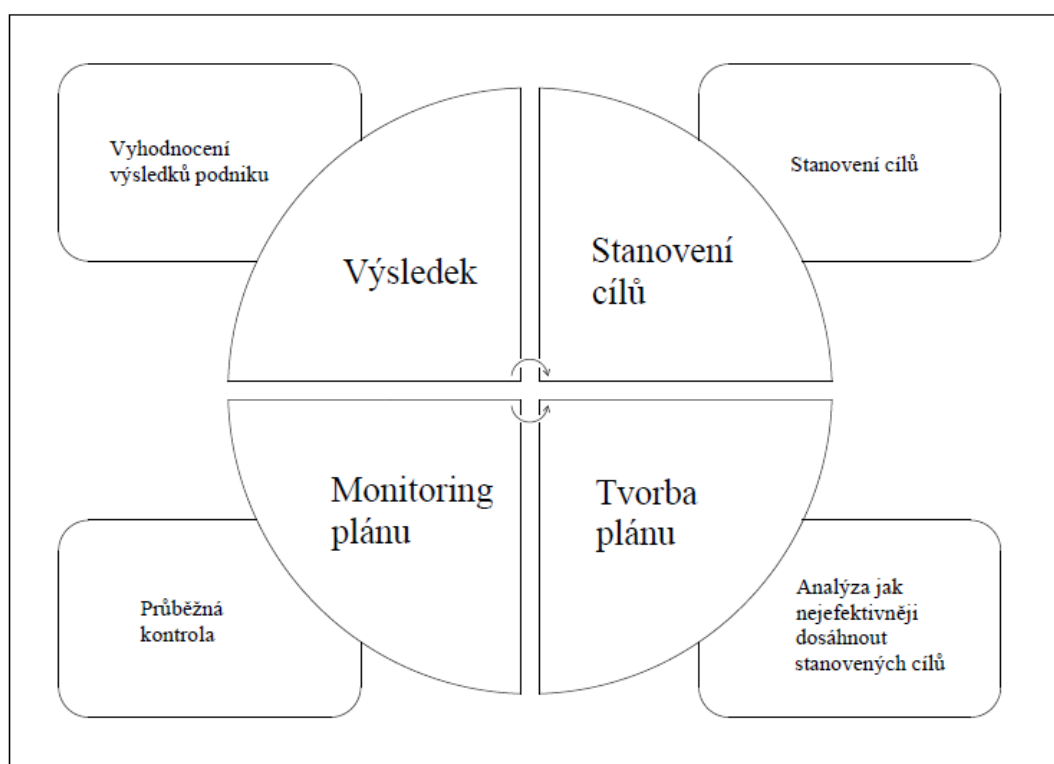 Vyhodnocení
výsledků podniku
Stanovení cílů
Výsledek
Stanovení
cílů
Monitoring
plánu
Tvorba
plánu
Průběžná
kontrola
Analýza jak
nejefektivněji
dosáhnout
stanovených cílů